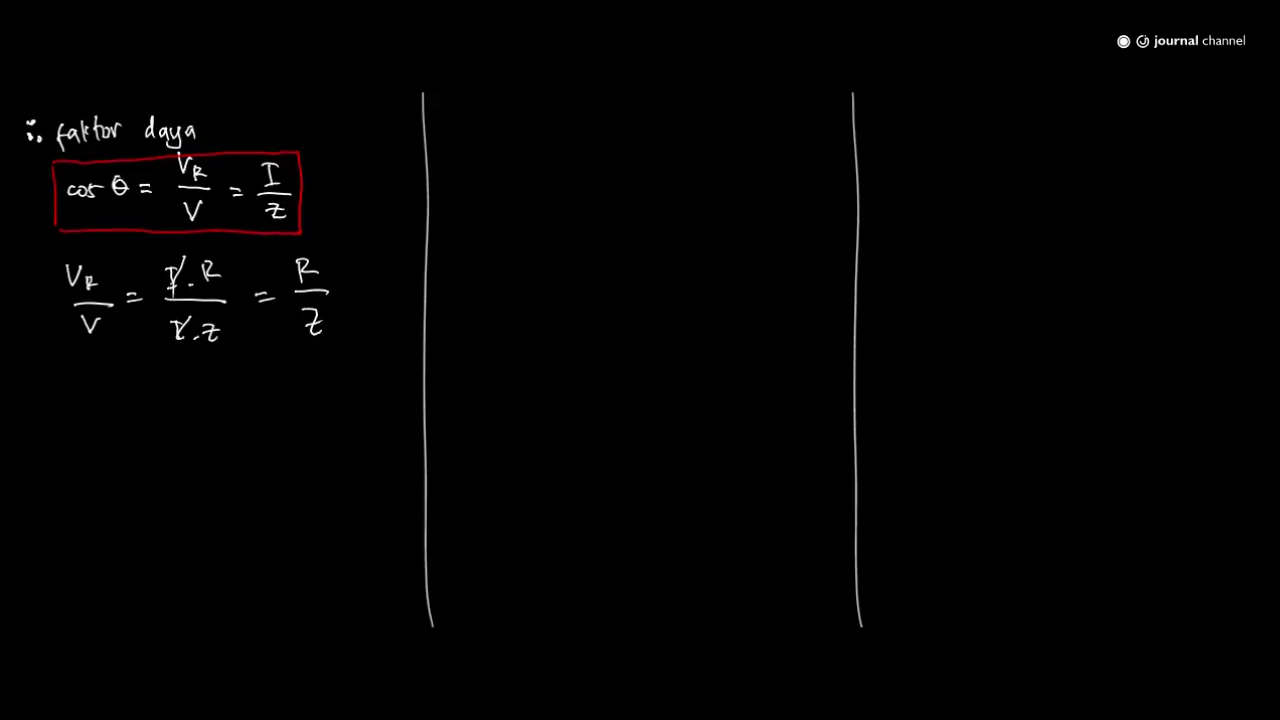 journal channel
∴ faktor daya
cos θ = V_R / V = I / Z
V_R / V = I . R / I . Z = R / Z